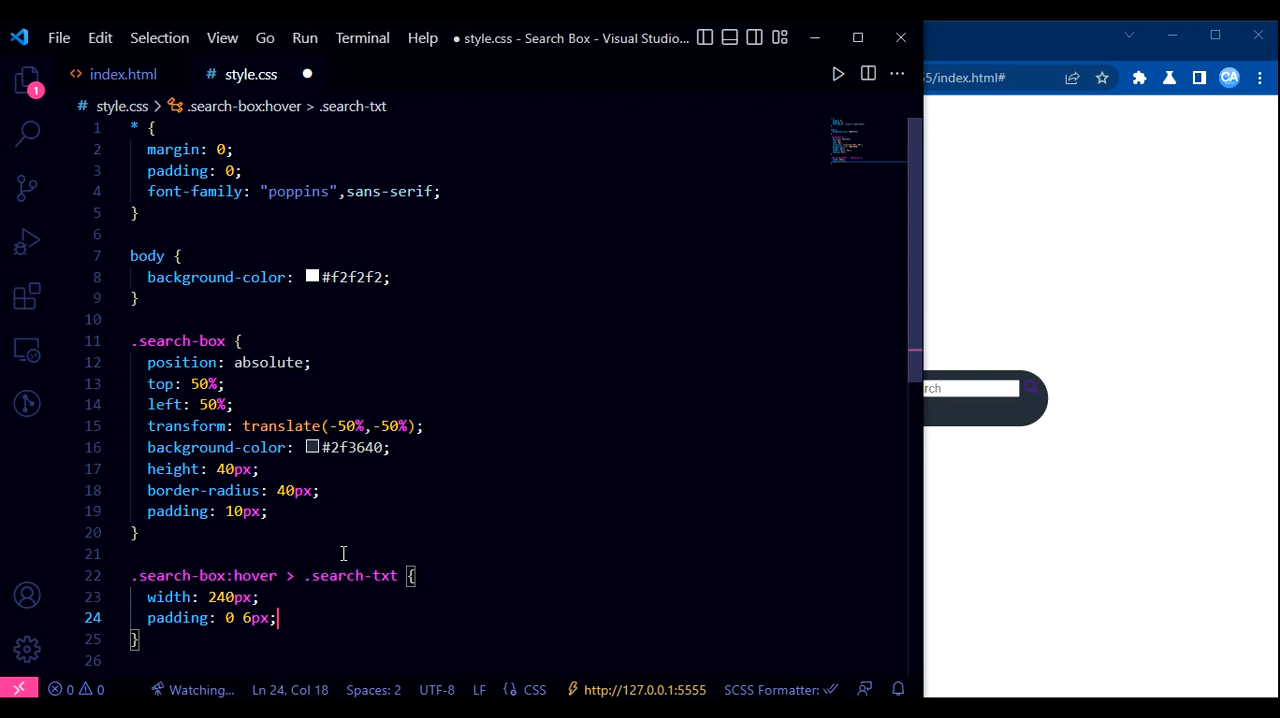 File Edit Selection View Go Run Terminal Help ● style.css - Search Box - Visual Studio...
index.html # style.css ●
5/index.html# CA
1
# style.css > .search-box:hover > .search-txt
1 * {
2 margin: 0;
3 padding: 0;
4 font-family: "poppins",sans-serif;
5 }
6
7 body {
8 background-color: #f2f2f2;
9 }
10
11 .search-box {
12 position: absolute;
13 top: 50%;
14 left: 50%;
15 transform: translate(-50%,-50%);
16 background-color: #2f3640;
17 height: 40px;
18 border-radius: 40px;
19 padding: 10px;
20 }
21
22 .search-box:hover > .search-txt {
23 width: 240px;
24 padding: 0 6px;
25 }
26
rch
0 0 Watching... Ln 24, Col 18 Spaces: 2 UTF-8 LF {} CSS http://127.0.0.1:5555 SCSS Formatter: